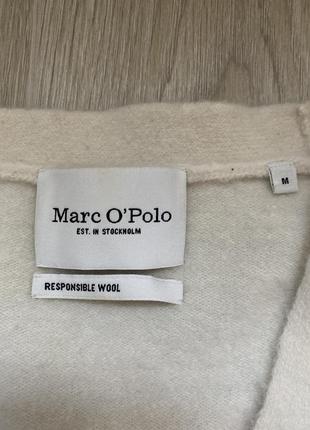 Marc O'Polo
EST. IN STOCKHOLM
M
RESPONSIBLE WOOL